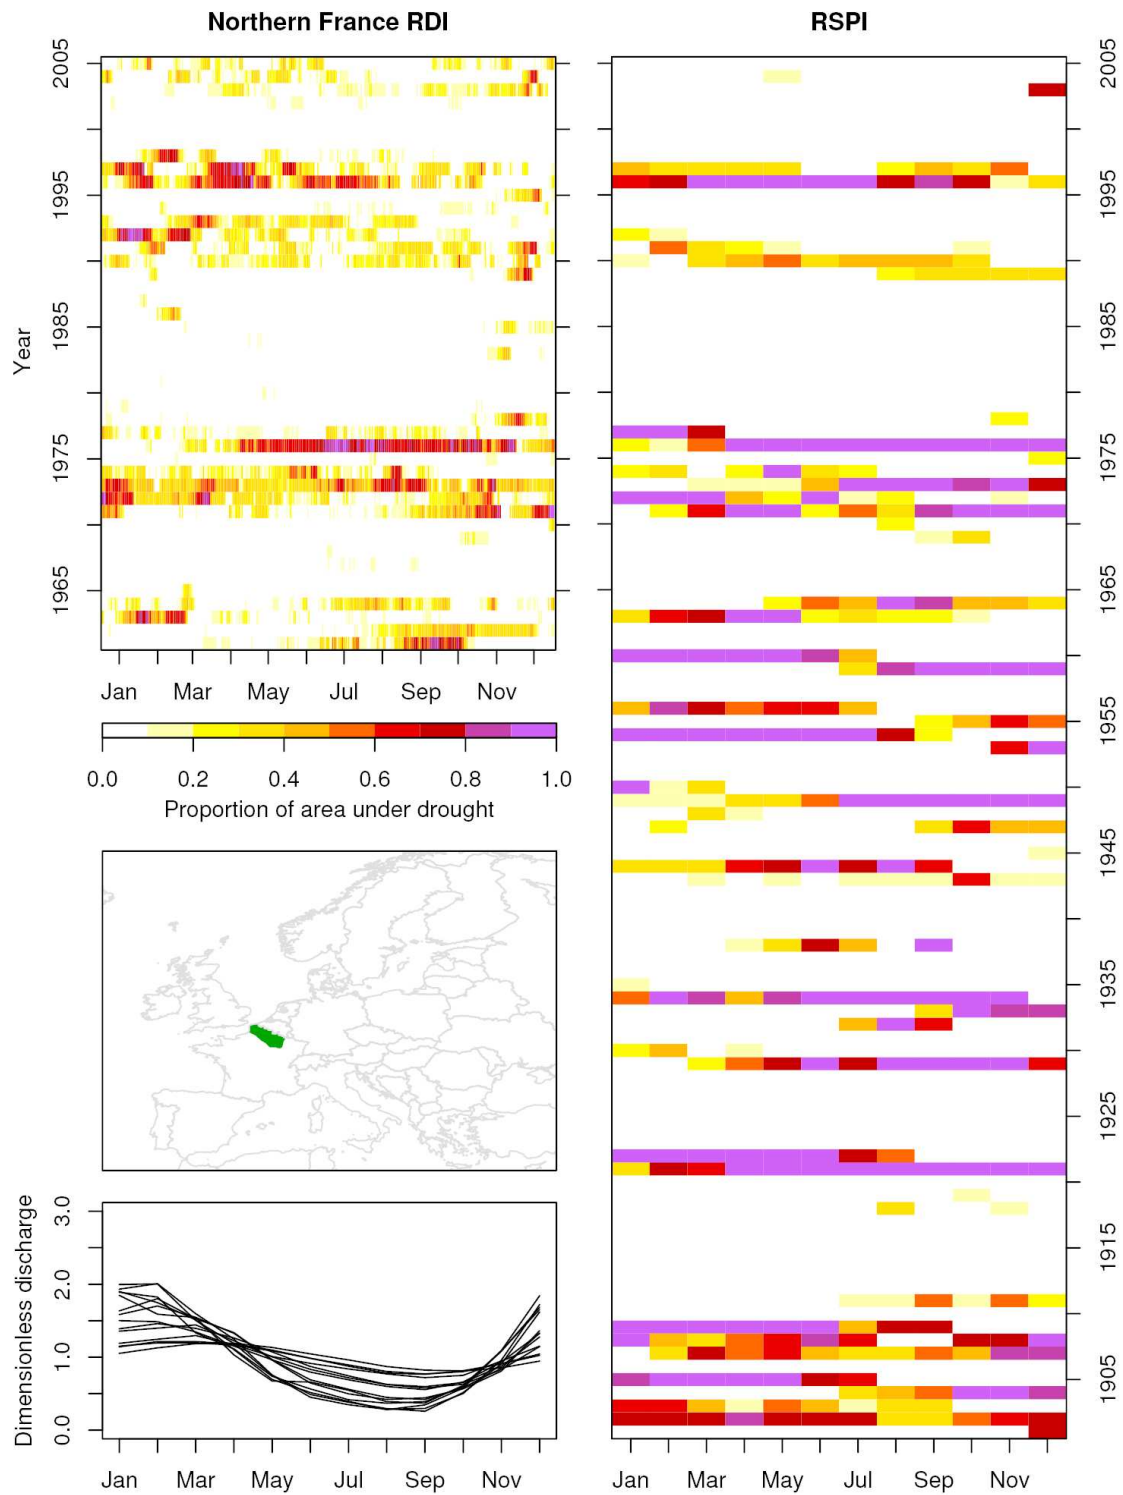 Northern France RDI
RSPI
Year
2005
1995
1985
1975
1965
Jan Mar May Jul Sep Nov
0.0 0.2 0.4 0.6 0.8 1.0
Proportion of area under drought
Dimensionless discharge
3.0
2.0
1.0
0.0
Jan Mar May Jul Sep Nov
2005
1995
1985
1975
1965
1955
1945
1935
1925
1915
1905
Jan Mar May Jul Sep Nov